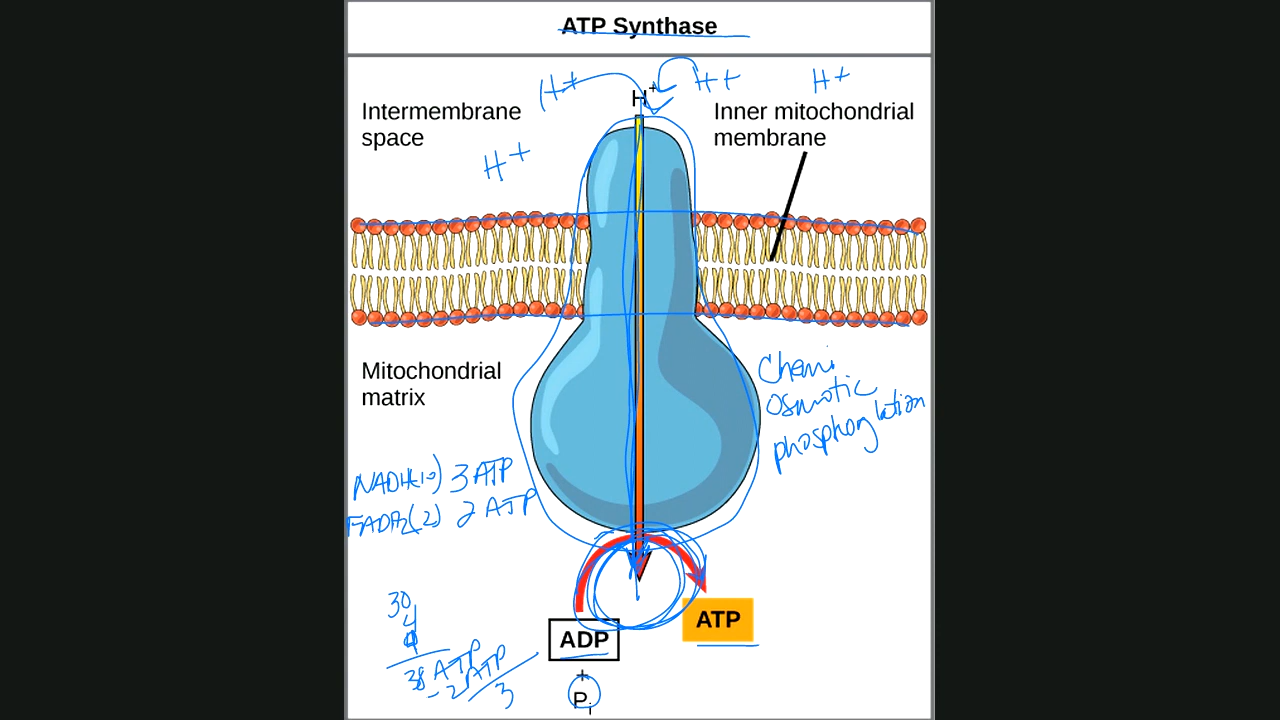 ATP Synthase
H+ H+ H+ H+
Intermembrane
space
Inner mitochondrial
membrane
H+
Mitochondrial
matrix
Chemi
osmotic
phosphorylation
NADH(10) 3 ATP
FADH2(2) 2 ATP
30
4
38 ATP
- 2 ATP
3
ADP
+
Pi
ATP